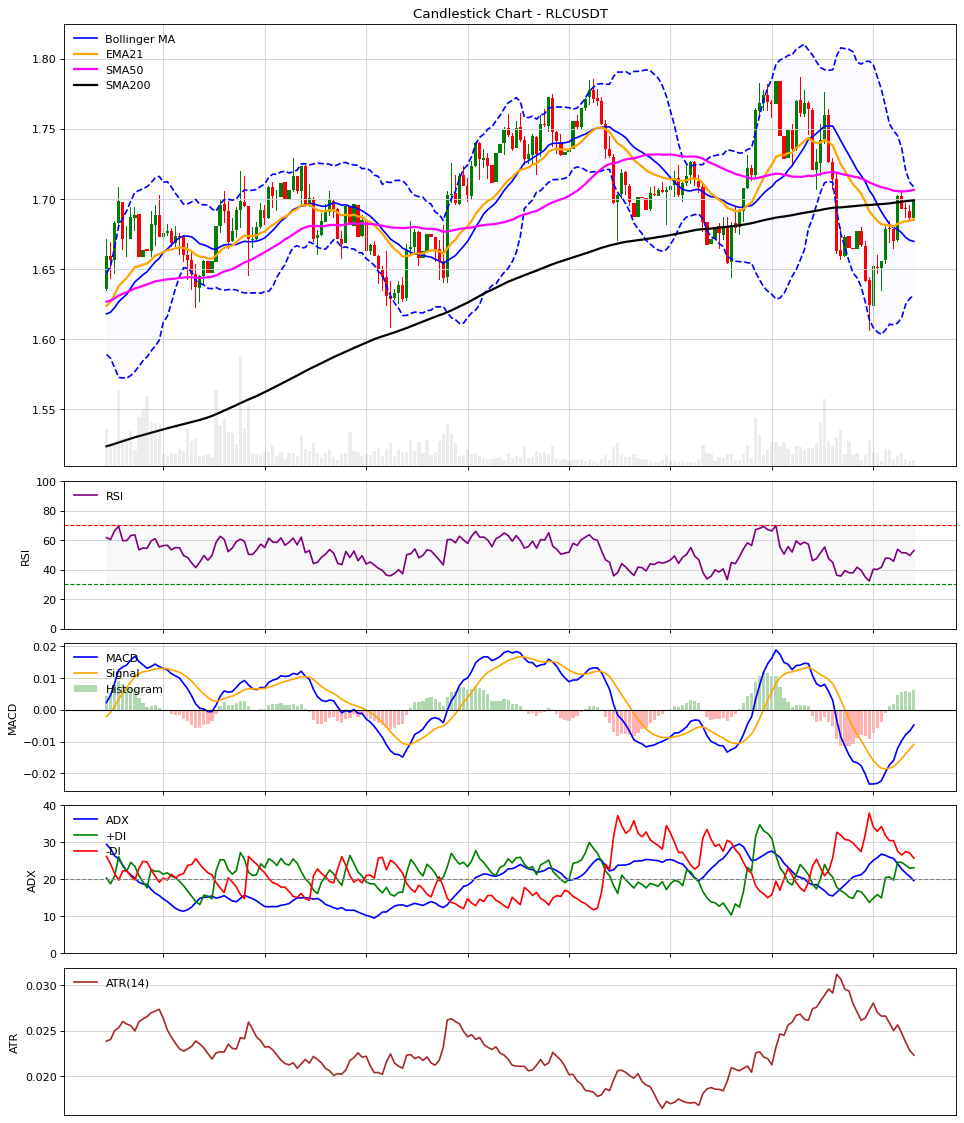 Candlestick Chart - RLCUSDT
Bollinger MA
EMA21
SMA50
SMA200
1.80
1.75
1.70
1.65
1.60
1.55
RSI
100
80
60
40
20
0
RSI
MACD
Signal
Histogram
0.02
0.01
0.00
−0.01
−0.02
MACD
ADX
+DI
-DI
40
30
20
10
0
ADX
ATR(14)
0.030
0.025
0.020
ATR